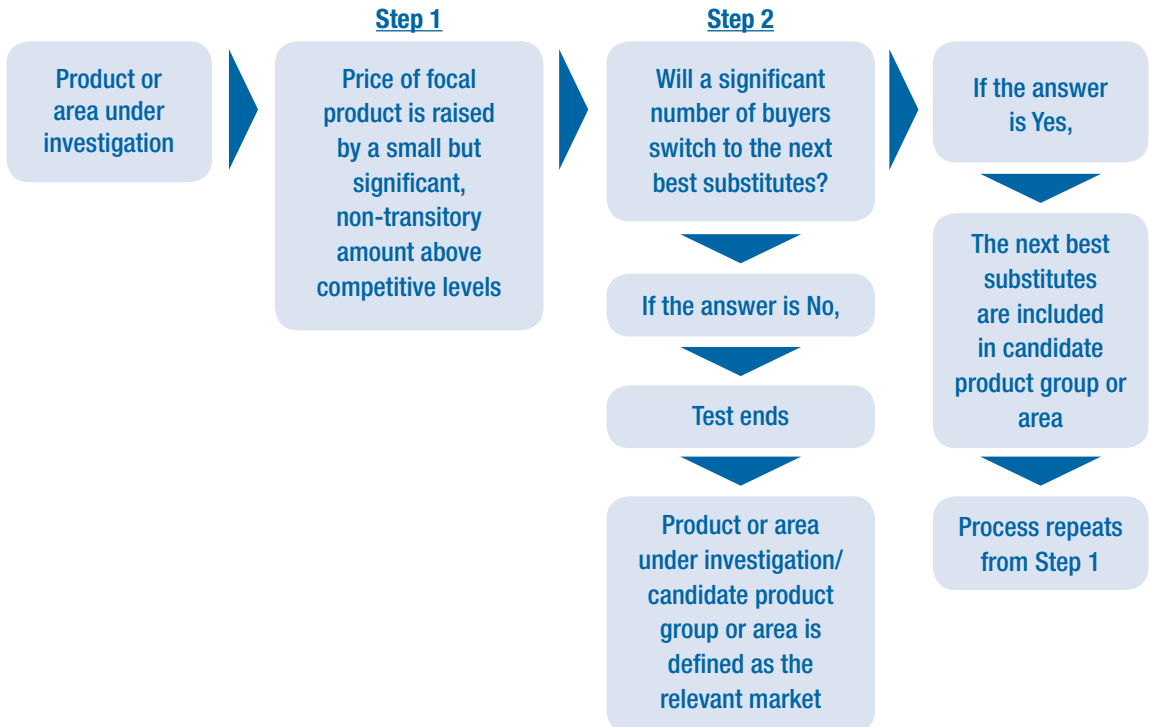 Step 1
Step 2
Product or
area under
investigation
Price of focal
product is raised
by a small but
significant,
non-transitory
amount above
competitive levels
Will a significant
number of buyers
switch to the next
best substitutes?
If the answer
is Yes,
If the answer is No,
Test ends
Product or area
under investigation/
candidate product
group or area is
defined as the
relevant market
The next best
substitutes
are included
in candidate
product group or
area
Process repeats
from Step 1